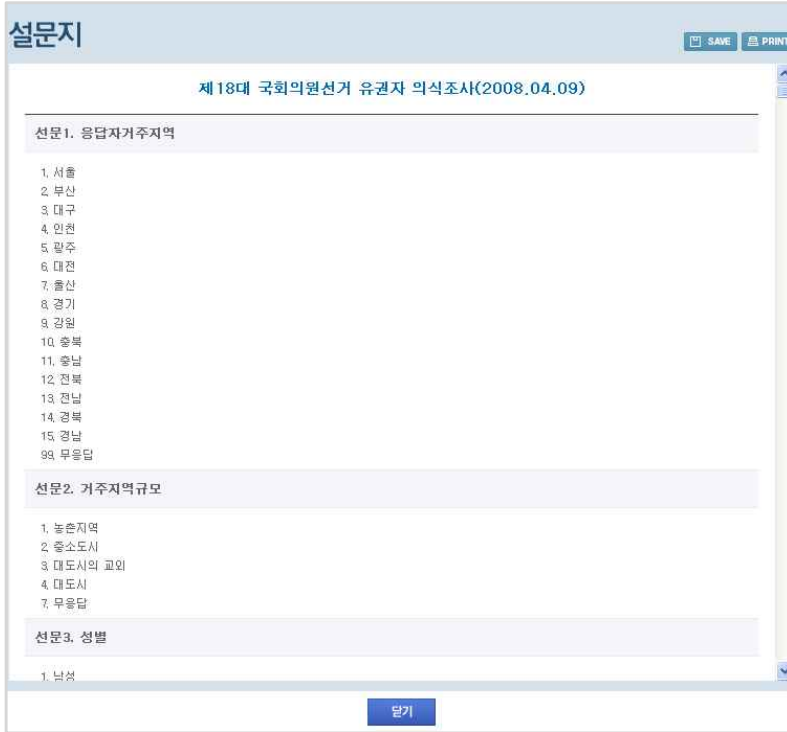 설문지
SAVE PRINT
제18대 국회의원선거 유권자 의식조사(2008.04.09)
선문1. 응답자거주지역
1. 서울
2. 부산
3. 대구
4. 인천
5. 광주
6. 대전
7. 울산
8. 경기
9. 강원
10. 충북
11. 충남
12. 전북
13. 전남
14. 경북
15. 경남
99. 무응답
선문2. 거주지역규모
1. 농촌지역
2. 중소도시
3. 대도시의 교외
4. 대도시
7. 무응답
선문3. 성별
1. 남성
닫기